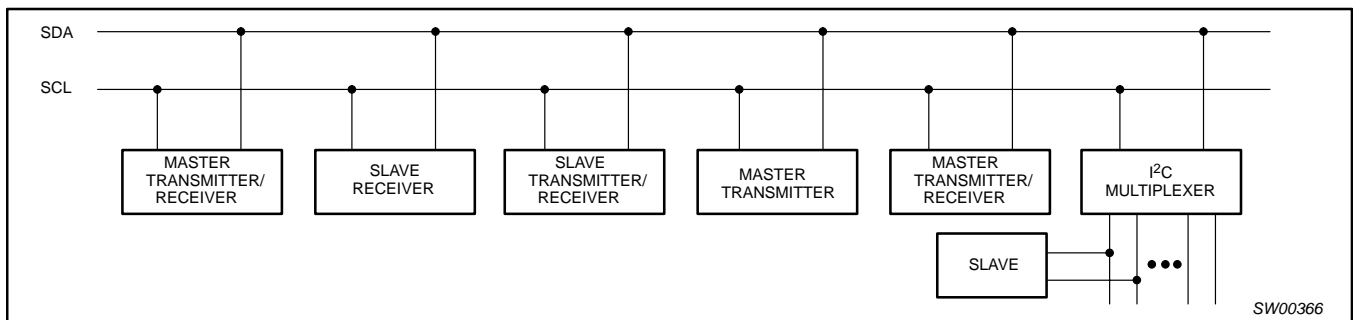 SDA
SCL
MASTER
TRANSMITTER/
RECEIVER
SLAVE
RECEIVER
SLAVE
TRANSMITTER/
RECEIVER
MASTER
TRANSMITTER
MASTER
TRANSMITTER/
RECEIVER
I²C
MULTIPLEXER
SLAVE
SW00366